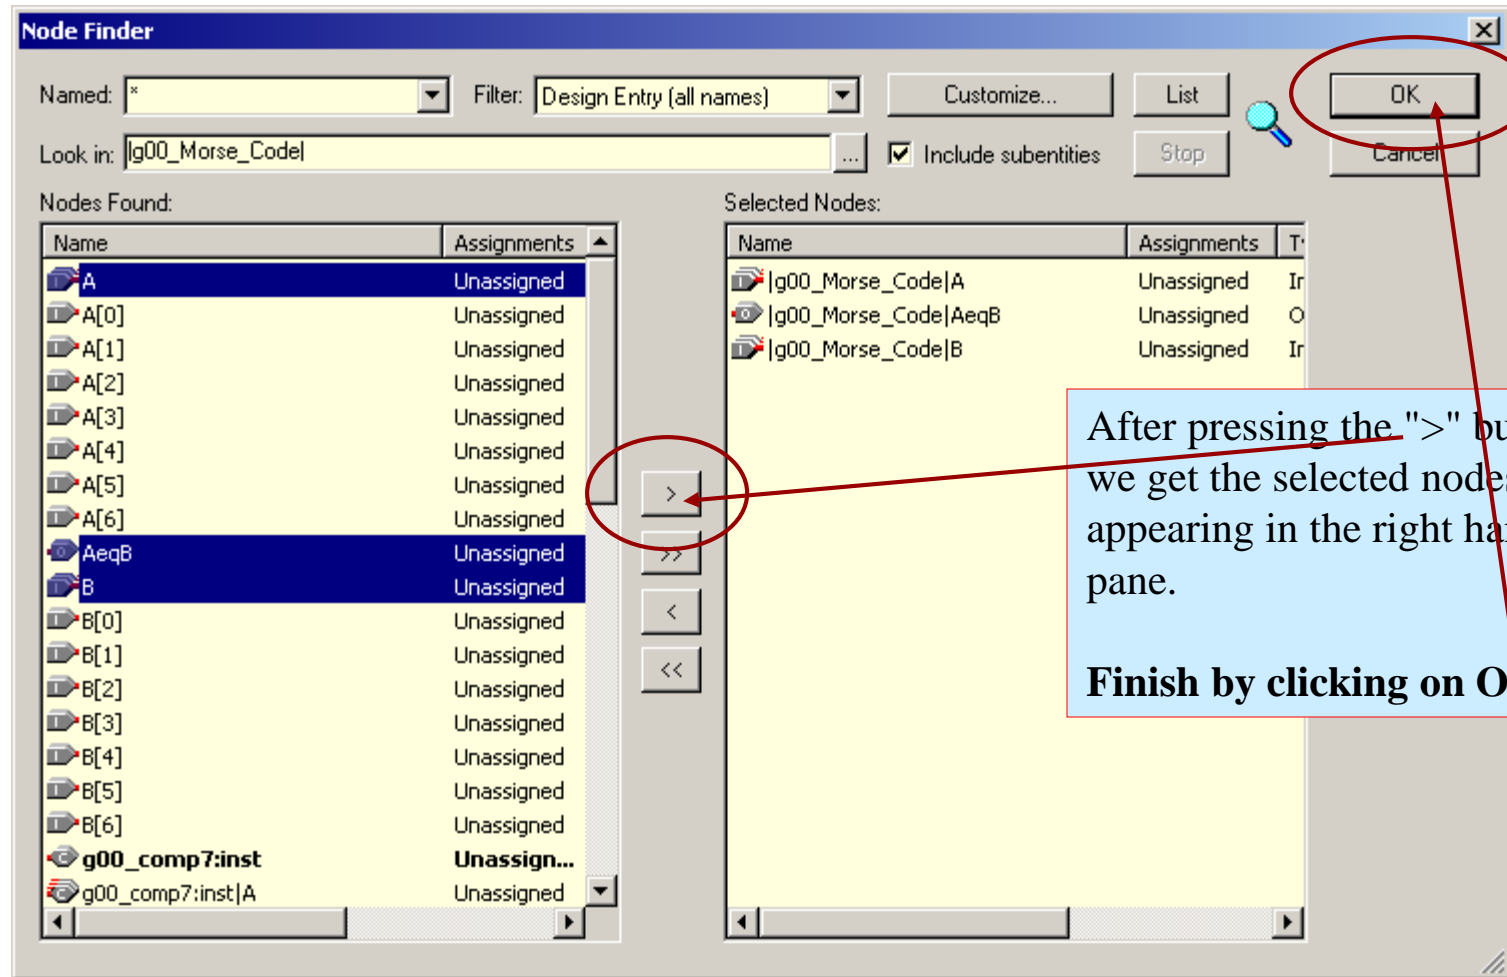 Node Finder
Named: * Filter: Design Entry (all names) Customize... List OK
Look in: |g00_Morse_Code| ... Include subentities Stop Cancel
Nodes Found: Selected Nodes:
Name Assignments Name Assignments
A Unassigned |g00_Morse_Code|A Unassigned
A[0] Unassigned |g00_Morse_Code|AeqB Unassigned
A[1] Unassigned |g00_Morse_Code|B Unassigned
A[2] Unassigned
A[3] Unassigned
A[4] Unassigned
A[5] Unassigned
A[6] Unassigned
AeqB Unassigned
B Unassigned
B[0] Unassigned
B[1] Unassigned
B[2] Unassigned
B[3] Unassigned
B[4] Unassigned
B[5] Unassigned
B[6] Unassigned
g00_comp7:inst Unassign...
g00_comp7:inst|A Unassigned
>
>>
<
<<
After pressing the ">"
we get the selected nodes
appearing in the right
pane.
Finish by clicking on